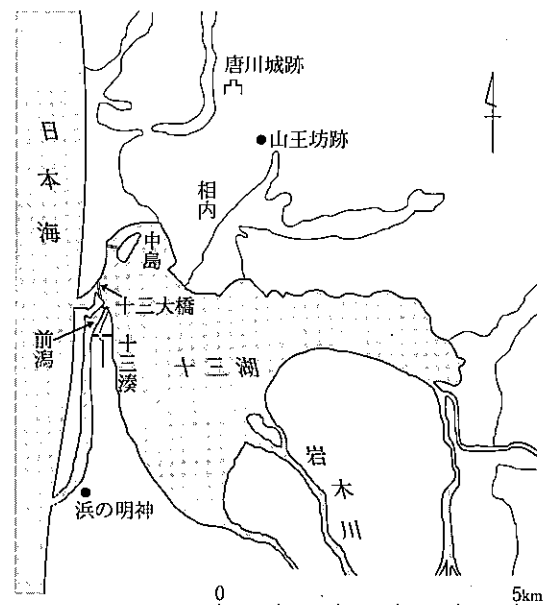 唐川城跡
山王坊跡
日本海
相内
中島
十三大橋
前潟
十三湊
十三湖
岩木川
浜の明神
0 5km